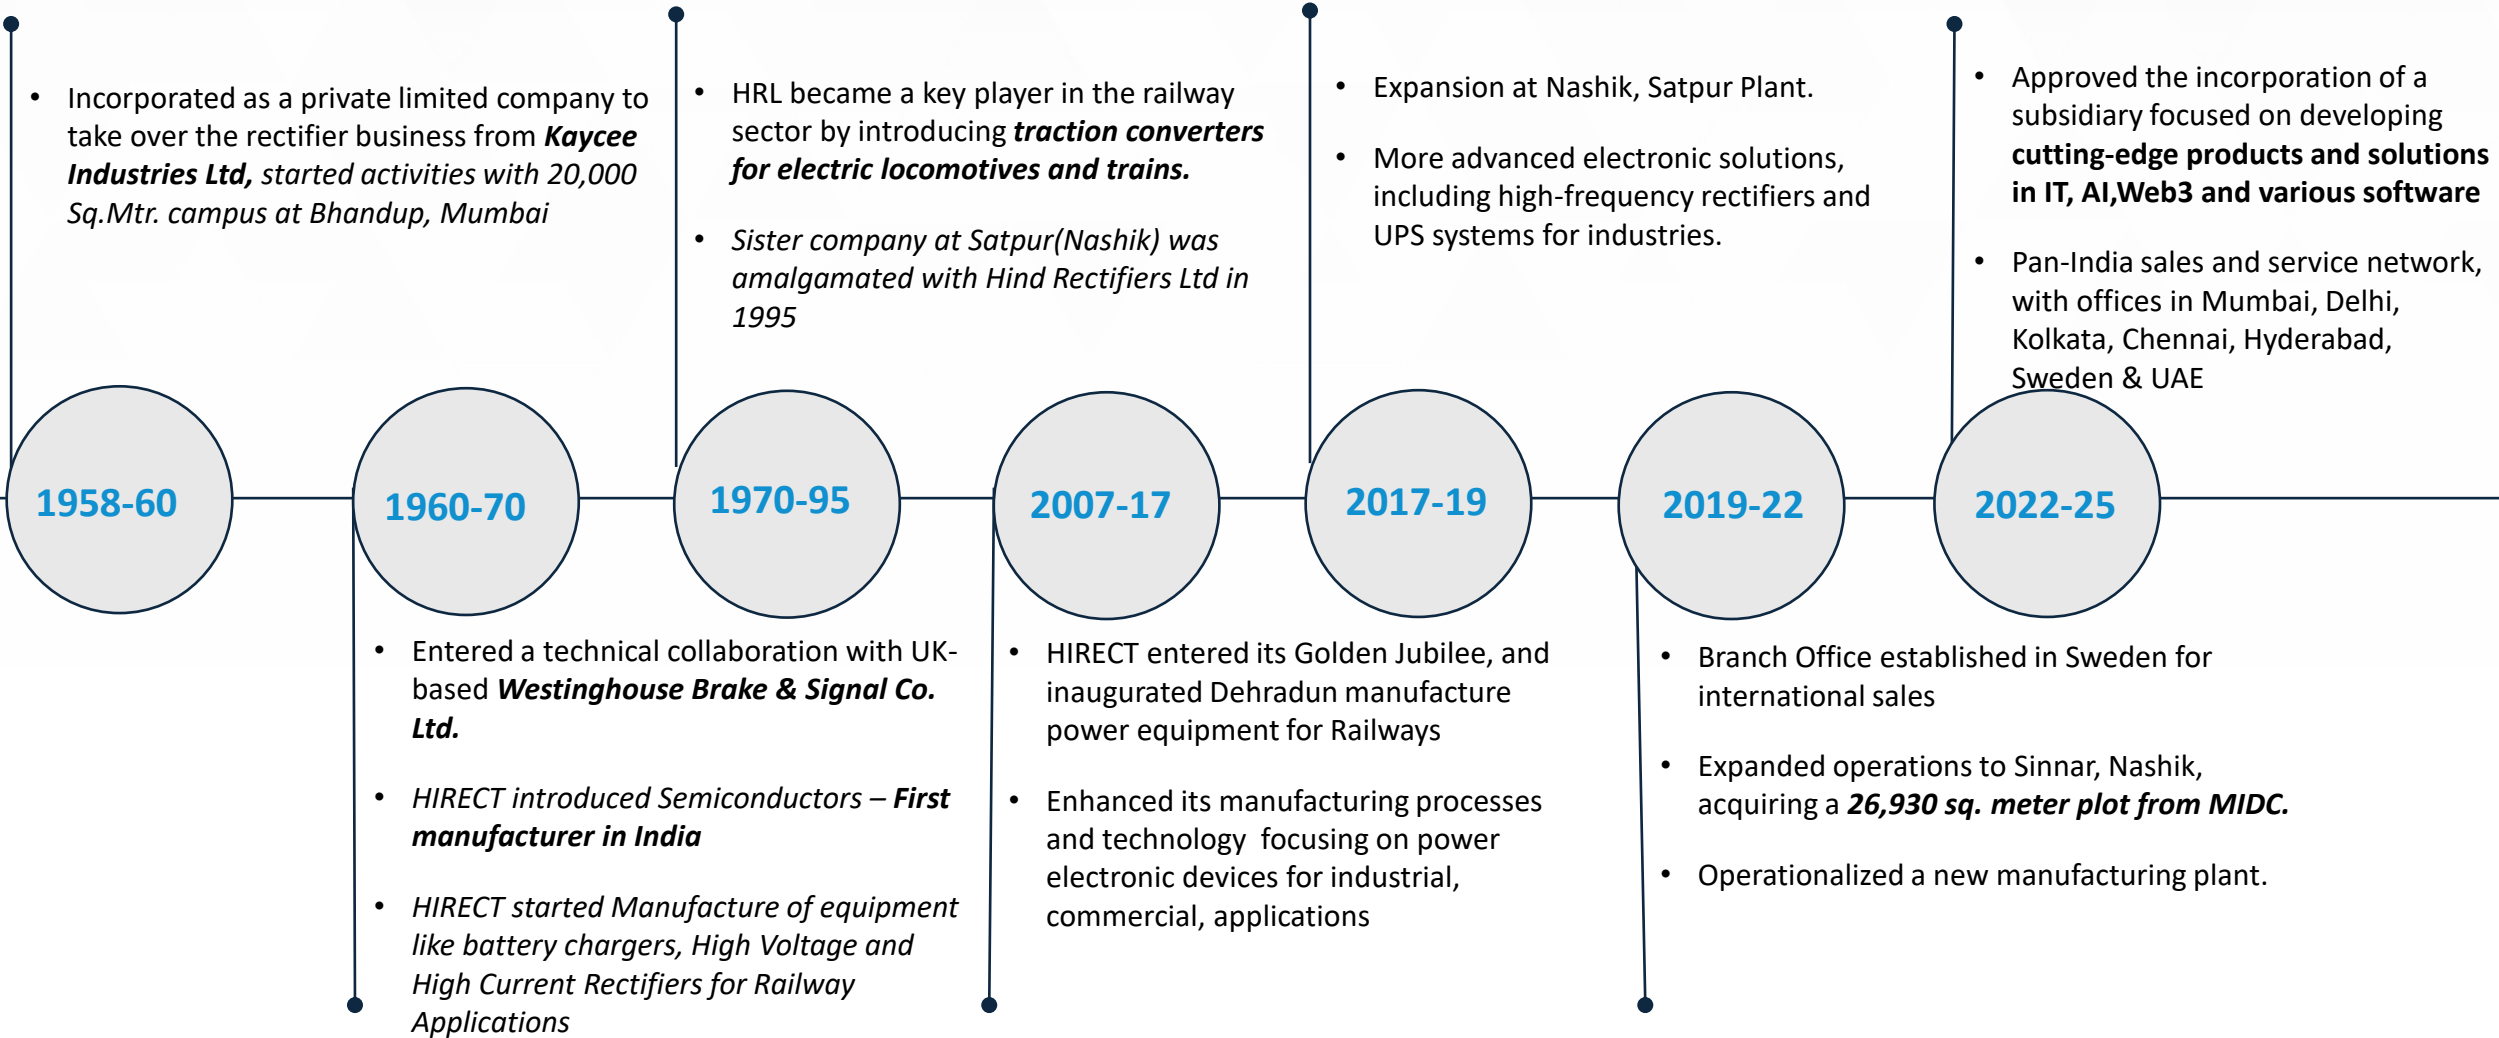 • Incorporated as a private limited company to
take over the rectifier business from Kaycee
Industries Ltd, started activities with 20,000
Sq.Mtr. campus at Bhandup, Mumbai
• HRL became a key player in the railway
sector by introducing traction converters
for electric locomotives and trains.
• Sister company at Satpur(Nashik) was
amalgamated with Hind Rectifiers Ltd in
1995
• Expansion at Nashik, Satpur Plant.
• More advanced electronic solutions,
including high-frequency rectifiers and
UPS systems for industries.
• Approved the incorporation of a
subsidiary focused on developing
cutting-edge products and solutions
in IT, AI,Web3 and various software
• Pan-India sales and service network,
with offices in Mumbai, Delhi,
Kolkata, Chennai, Hyderabad,
Sweden & UAE
1958-60
1960-70
1970-95
2007-17
2017-19
2019-22
2022-25
• Entered a technical collaboration with UK-
based Westinghouse Brake & Signal Co.
Ltd.
• HIRECT introduced Semiconductors – First
manufacturer in India
• HIRECT started Manufacture of equipment
like battery chargers, High Voltage and
High Current Rectifiers for Railway
Applications
• HIRECT entered its Golden Jubilee, and
inaugurated Dehradun manufacture
power equipment for Railways
• Enhanced its manufacturing processes
and technology  focusing on power
electronic devices for industrial,
commercial, applications
• Branch Office established in Sweden for
international sales
• Expanded operations to Sinnar, Nashik,
acquiring a 26,930 sq. meter plot from MIDC.
• Operationalized a new manufacturing plant.